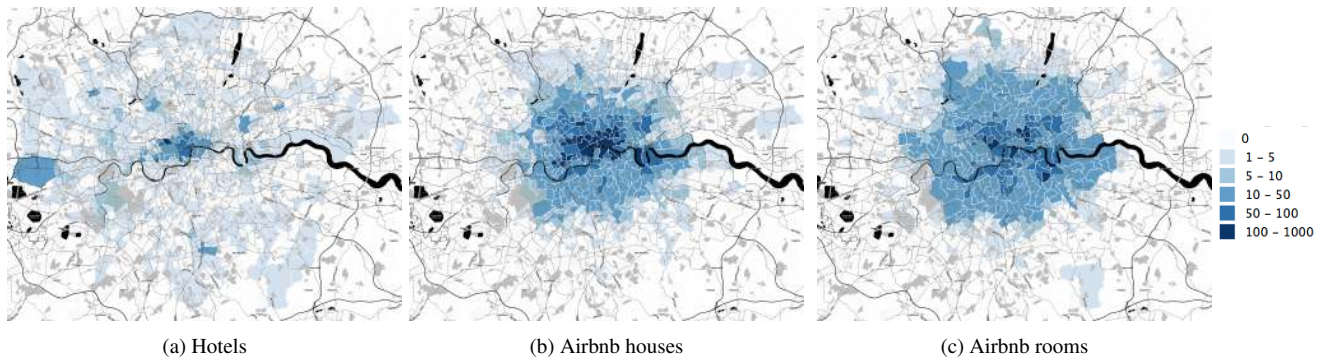 0
1 – 5
5 – 10
10 – 50
50 – 100
100 – 1000
(a) Hotels
(b) Airbnb houses
(c) Airbnb rooms